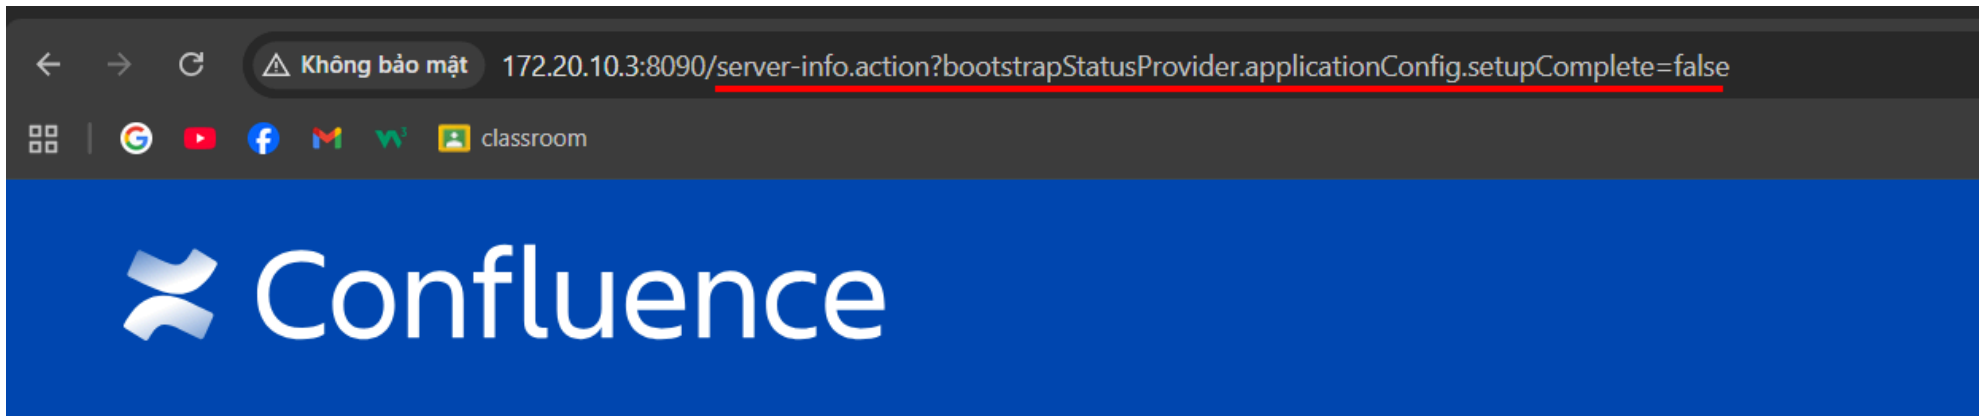 Không bảo mật 172.20.10.3:8090/server-info.action?bootstrapStatusProvider.applicationConfig.setupComplete=false
classroom
Confluence